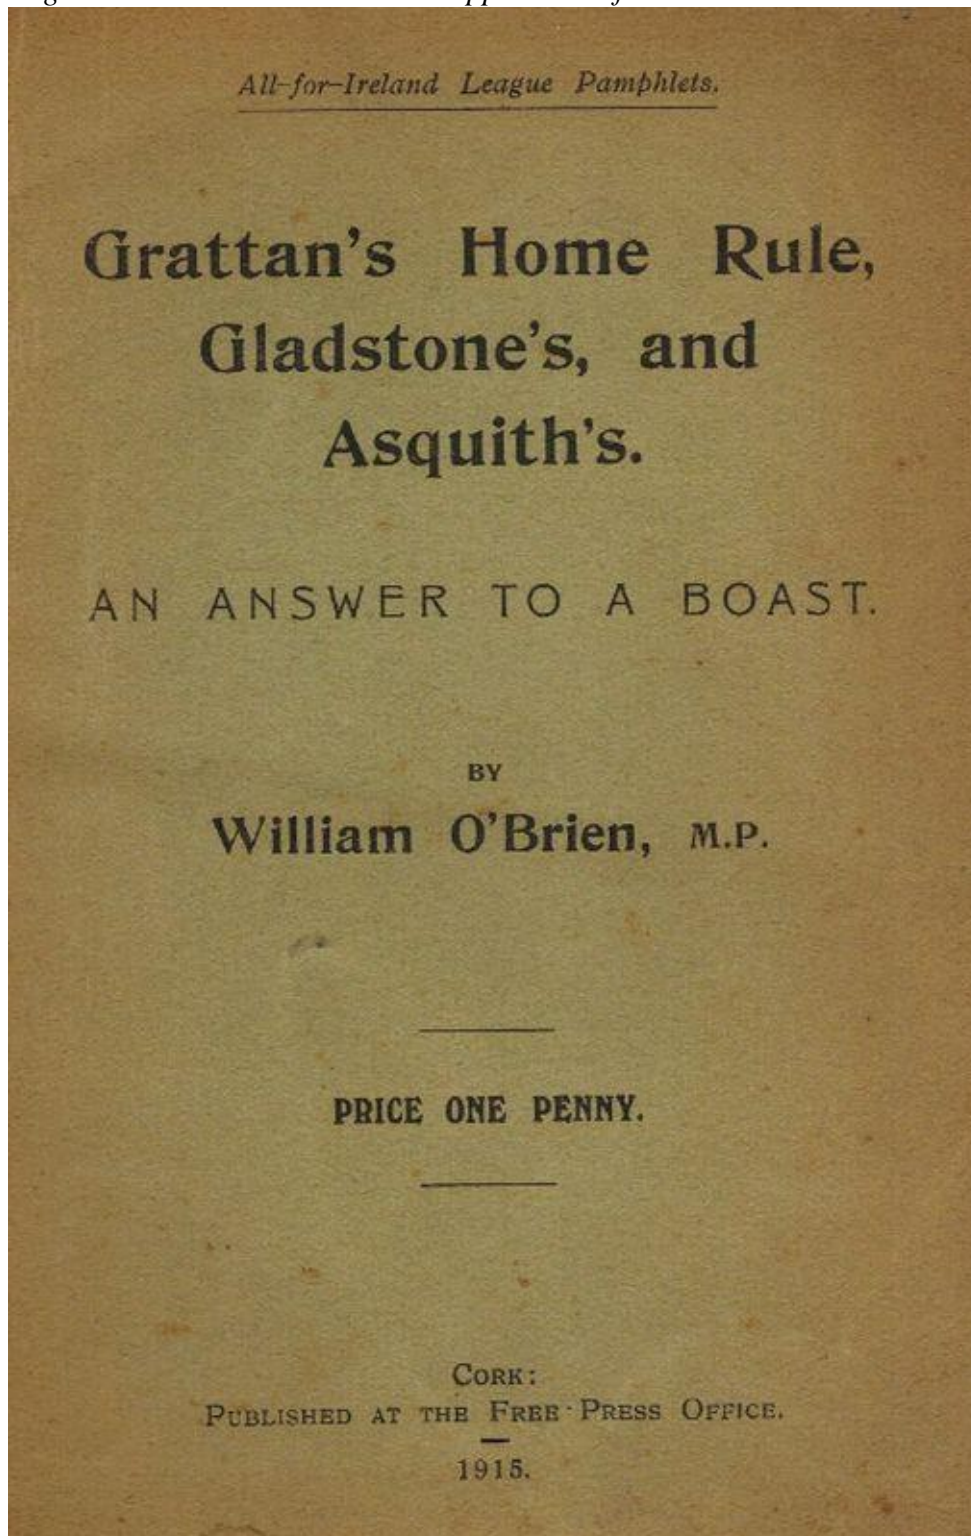 All-for-Ireland League Pamphlets.
Grattan's Home Rule,
Gladstone's, and
Asquith's.
AN ANSWER TO A BOAST.
BY
William O'Brien, M.P.
PRICE ONE PENNY.
CORK:
PUBLISHED AT THE FREE PRESS OFFICE.
1915.